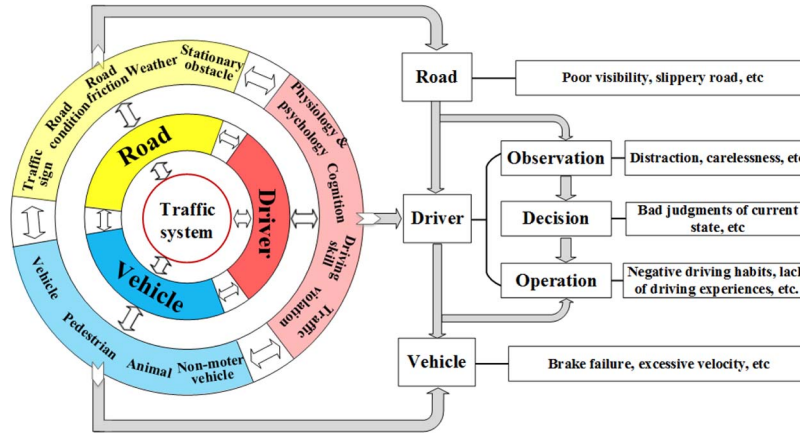 Traffic
sign
Road
condition
Road
friction
Weather
Stationary
obstacle
Physiology &
psychology
Cognition
Driving
skill
Traffic
violation
Vehicle
Pedestrian
Animal
Non-moter
vehicle
Road
Driver
Vehicle
Traffic
system
Road
Poor visibility, slippery road, etc
Driver
Observation
Distraction, carelessness, etc
Decision
Bad judgments of current
state, etc
Operation
Negative driving habits, lack
of driving experiences, etc.
Vehicle
Brake failure, excessive velocity, etc